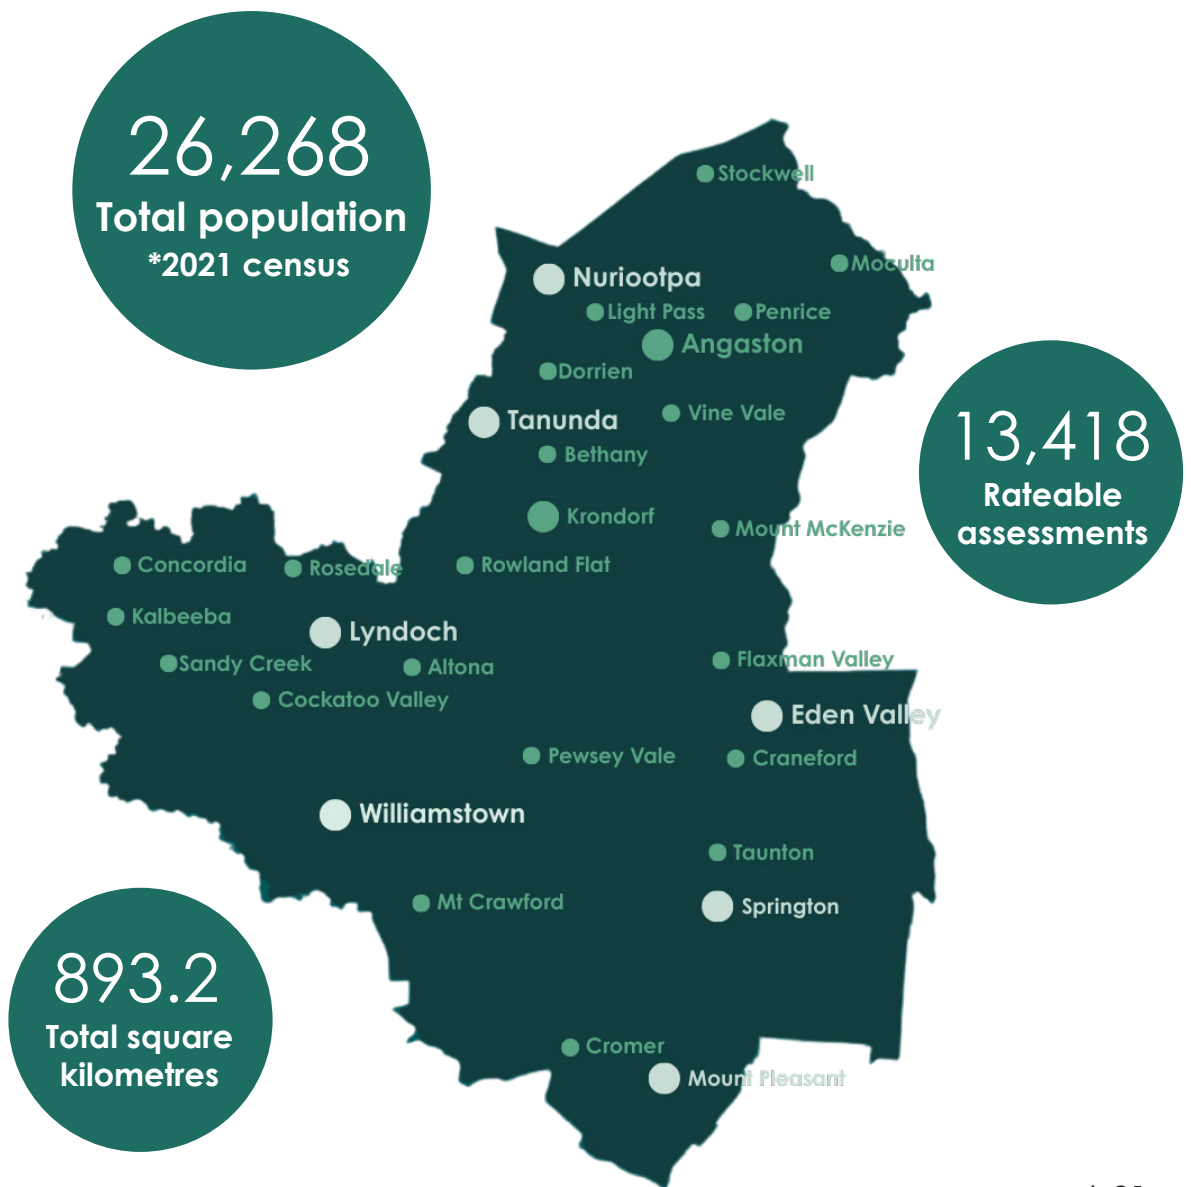 26,268
Total population
*2021 census
Stockwell
Moculta
Nuriootpa
Light Pass
Penrice
Angaston
Dorrien
Vine Vale
Tanunda
Bethany
13,418
Rateable
assessments
Krondorf
Mount McKenzie
Concordia
Rosedale
Rowland Flat
Kalbeeba
Lyndoch
Sandy Creek
Altona
Flaxman Valley
Cockatoo Valley
Eden Valley
Pewsey Vale
Craneford
Williamstown
Taunton
Mt Crawford
Springton
893.2
Total square
kilometres
Cromer
Mount Pleasant